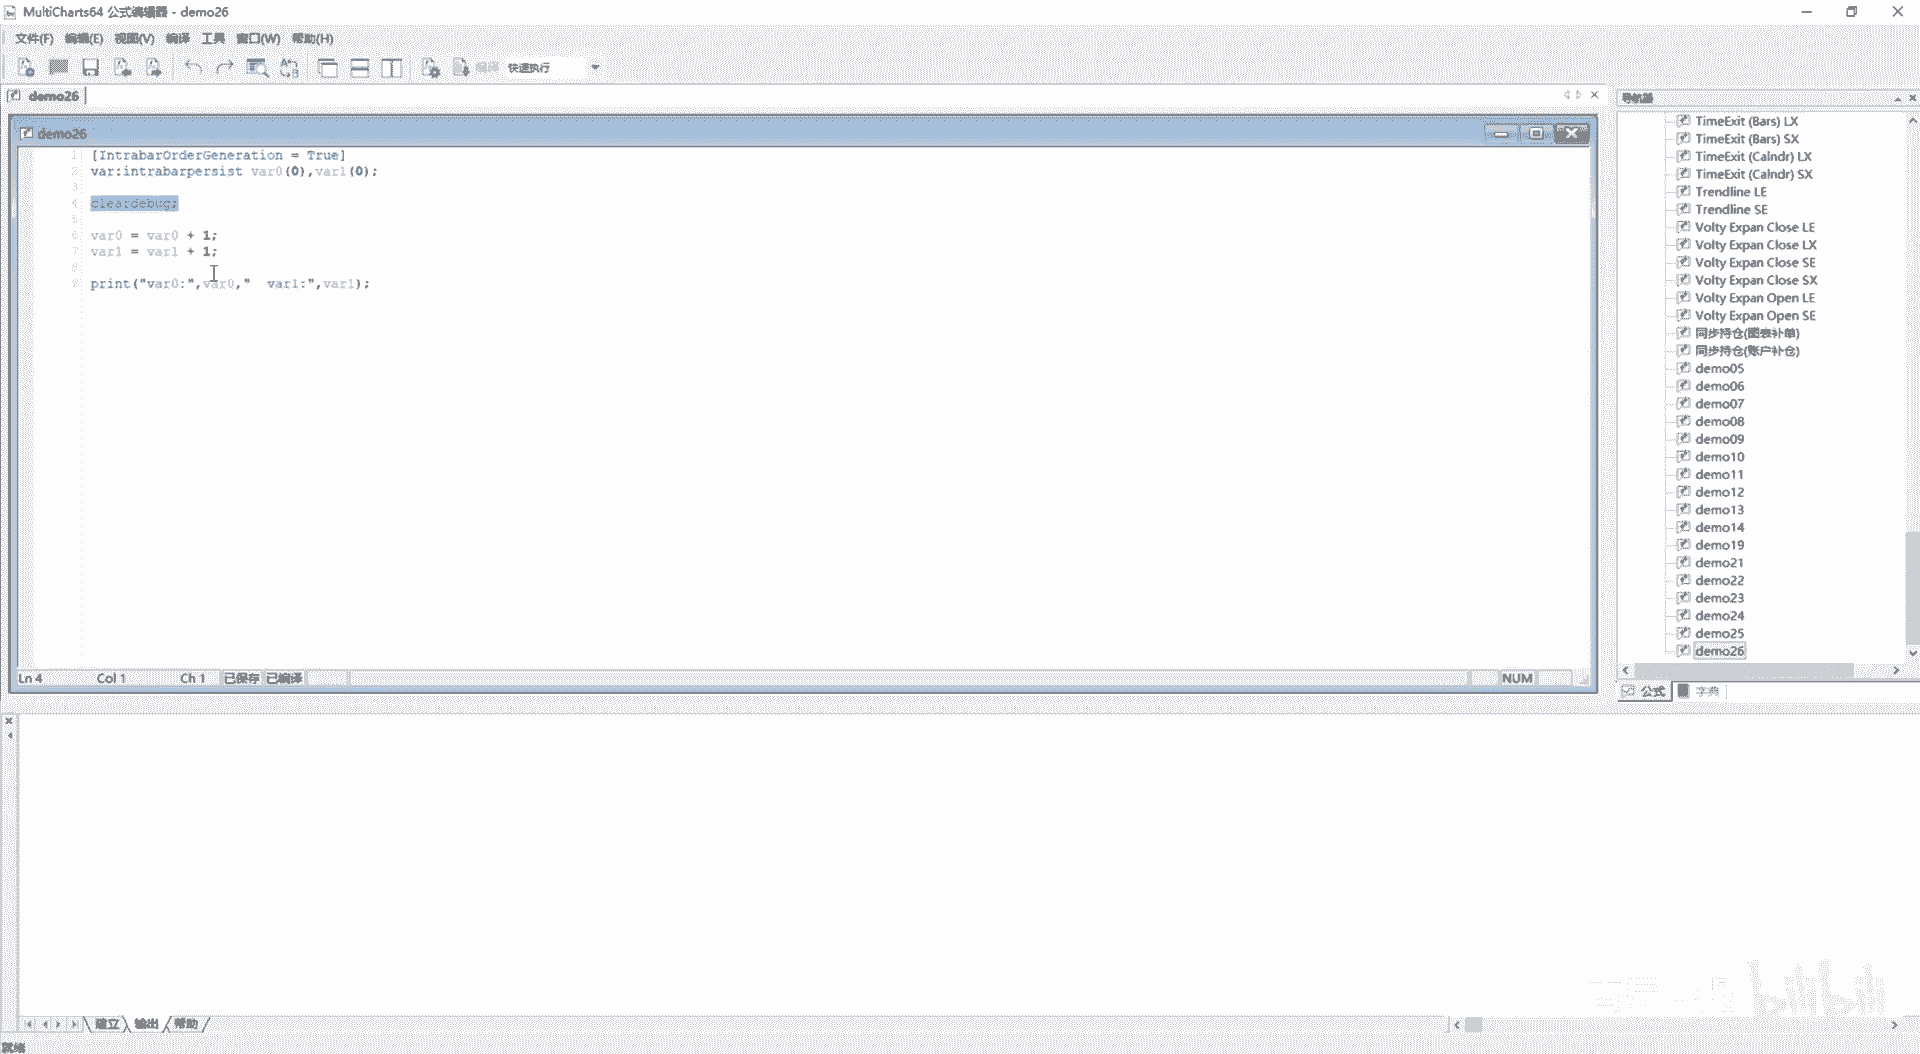 MultiCharts64 公式编辑器 - demo26
文件(F) 编辑(E) 视图(V) 编译 工具 窗口(W) 帮助(H)
编译 快速执行
demo26
导航器
demo26
1 [IntrabarOrderGeneration = True]
2 var:intrabarpersist var0(0),var1(0);
3
4 cleardebug;
5
6 var0 = var0 + 1;
7 var1 = var1 + 1;
8
9 print("var0:",var0,"  var1:",var1);
TimeExit (Bars) LX
TimeExit (Bars) SX
TimeExit (Calndr) LX
TimeExit (Calndr) SX
Trendline LE
Trendline SE
Volty Expan Close LE
Volty Expan Close LX
Volty Expan Close SE
Volty Expan Close SX
Volty Expan Open LE
Volty Expan Open SE
同步持仓(图表补单)
同步持仓(账户补仓)
demo05
demo06
demo07
demo08
demo09
demo10
demo11
demo12
demo13
demo14
demo19
demo21
demo22
demo23
demo24
demo25
demo26
Ln 4 Col 1 Ch 1 已保存 已编译 NUM
公式 字典
bilibili
建立 输出 帮助
就绪